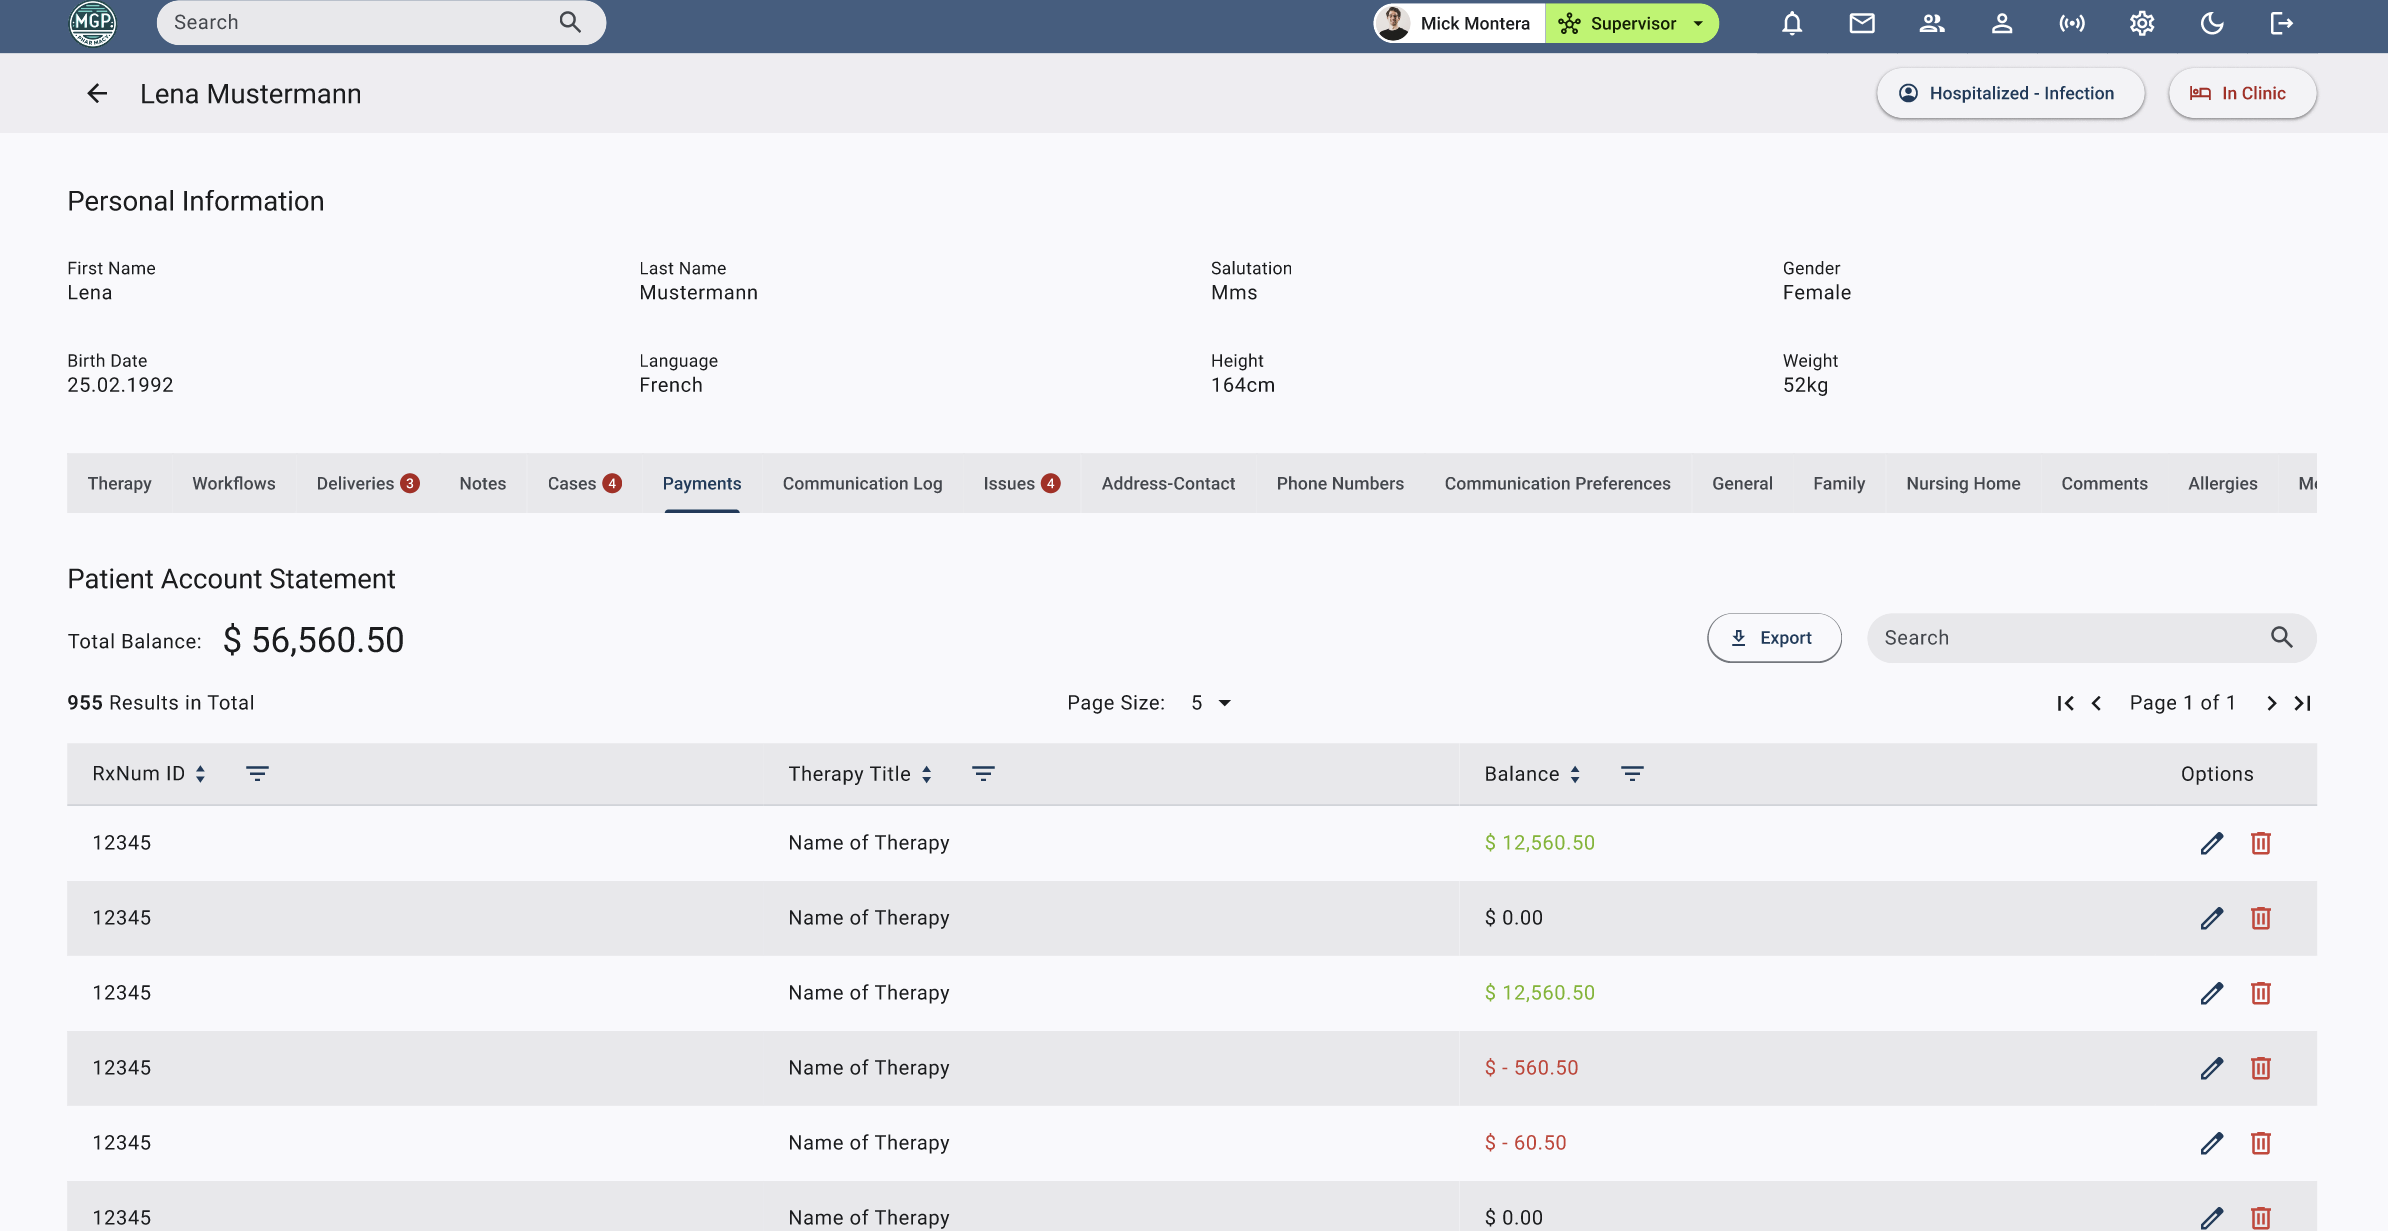 MGP
PHARMACY
Search
Mick Montera
Supervisor
Lena Mustermann
Hospitalized - Infection
In Clinic
Personal Information
First Name
Last Name
Salutation
Gender
Lena
Mustermann
Mms
Female
Birth Date
Language
Height
Weight
25.02.1992
French
164cm
52kg
Therapy Workflows Deliveries 3 Notes Cases 4 Payments Communication Log Issues 4 Address-Contact Phone Numbers Communication Preferences General Family Nursing Home Comments Allergies
Patient Account Statement
Total Balance: $ 56,560.50
Export
Search
955 Results in Total
Page Size: 5
Page 1 of 1
RxNum ID Therapy Title Balance Options
12345 Name of Therapy $ 12,560.50
12345 Name of Therapy $ 0.00
12345 Name of Therapy $ 12,560.50
12345 Name of Therapy $ - 560.50
12345 Name of Therapy $ - 60.50
12345 Name of Therapy $ 0.00